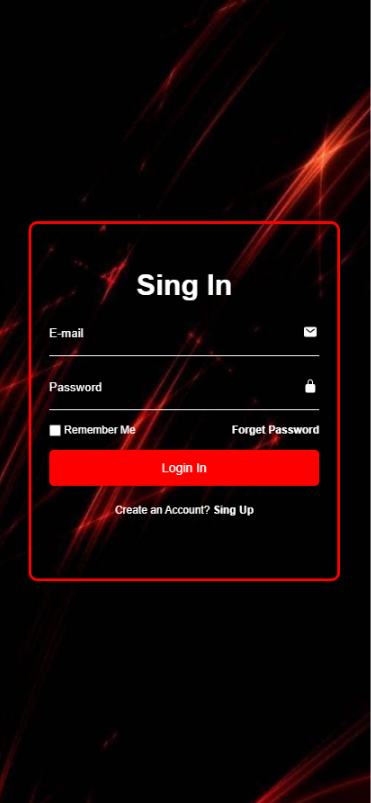 Sing In
E-mail
Password
Remember Me Forget Password
Login In
Create an Account? Sing Up